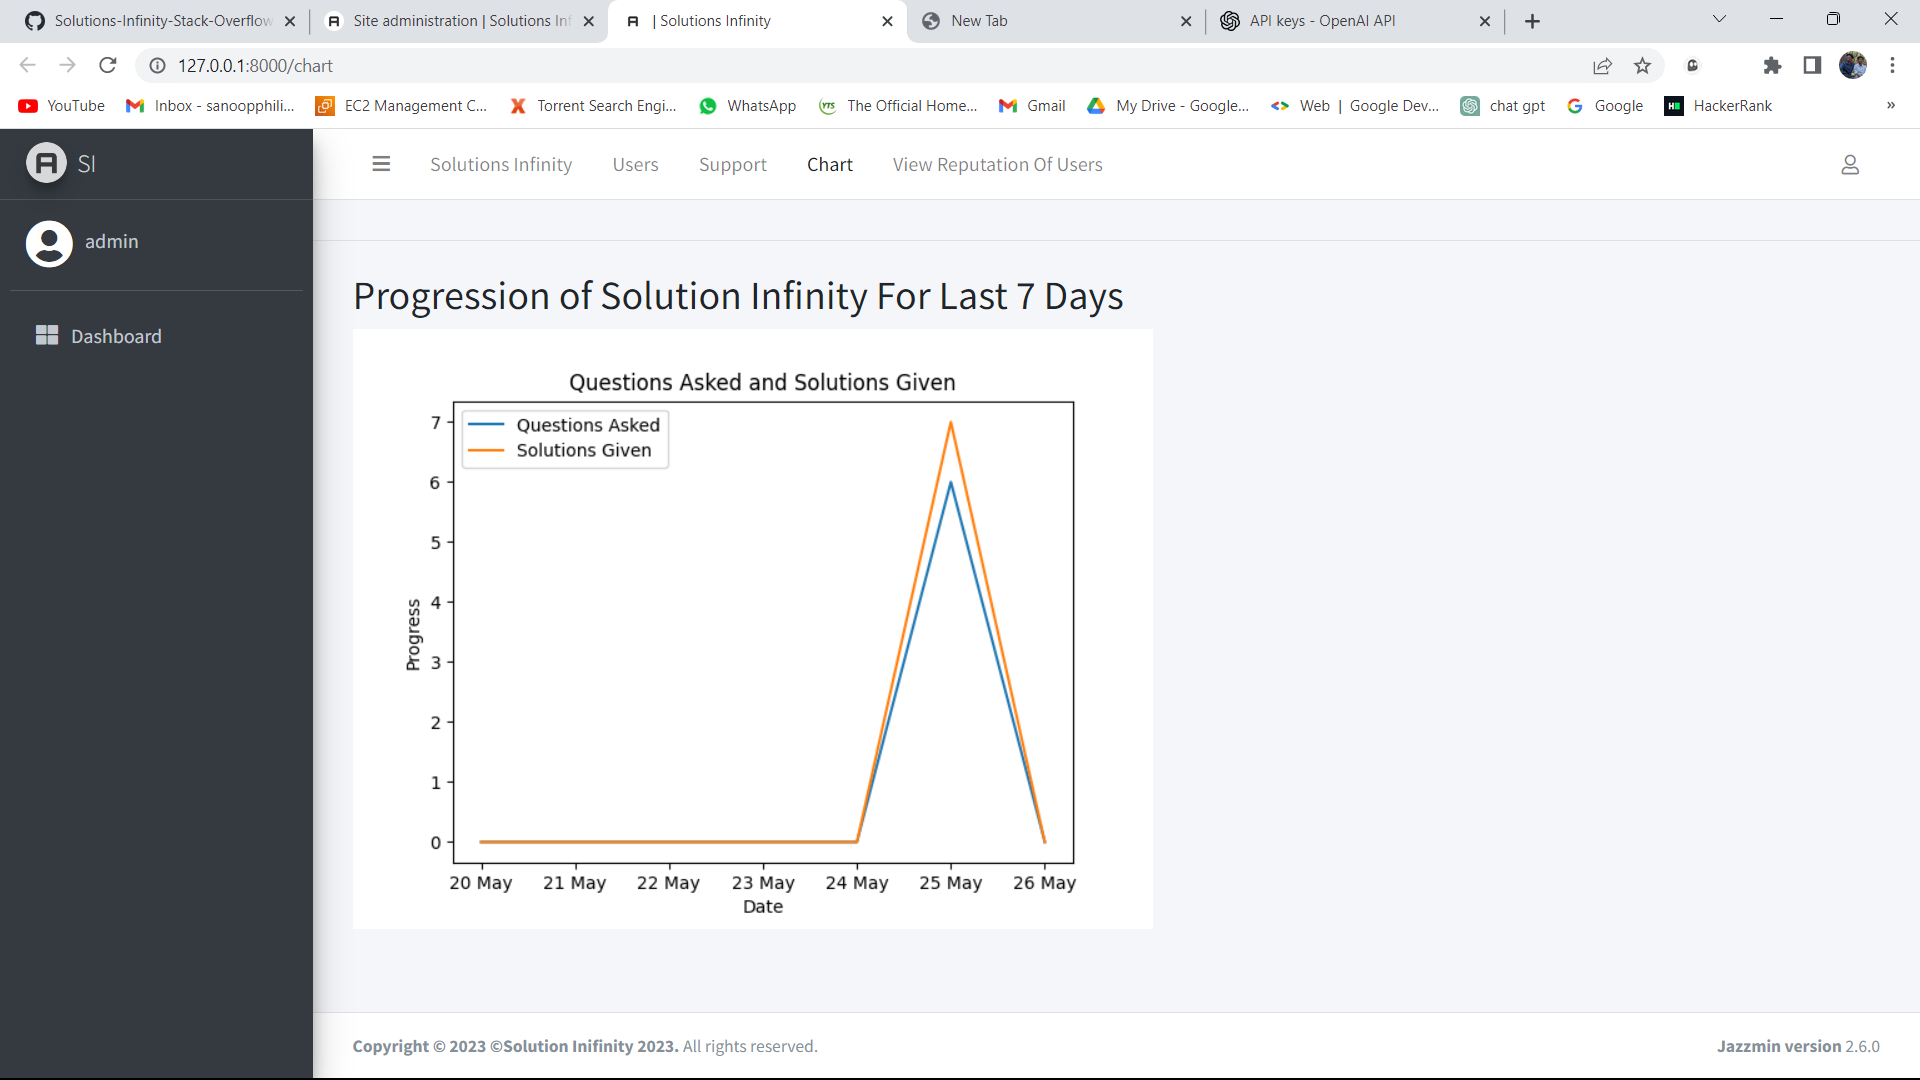 Solutions-Infinity-Stack-Overflow
Site administration | Solutions Inf
| Solutions Infinity
New Tab
API keys - OpenAI API
127.0.0.1:8000/chart
YouTube
Inbox - sanoopphili...
EC2 Management C...
Torrent Search Engi...
YTS
WhatsApp
The Official Home...
Gmail
My Drive - Google...
Web | Google Dev...
chat gpt
Google
HackerRank
SI
Solutions Infinity
Users
Support
Chart
View Reputation Of Users
admin
Dashboard
Progression of Solution Infinity For Last 7 Days
Questions Asked and Solutions Given
Questions Asked
Solutions Given
7
6
5
4
3
2
1
0
Progress
20 May
21 May
22 May
23 May
24 May
25 May
26 May
Date
Copyright © 2023 ©Solution Inifinity 2023. All rights reserved.
Jazzmin version 2.6.0